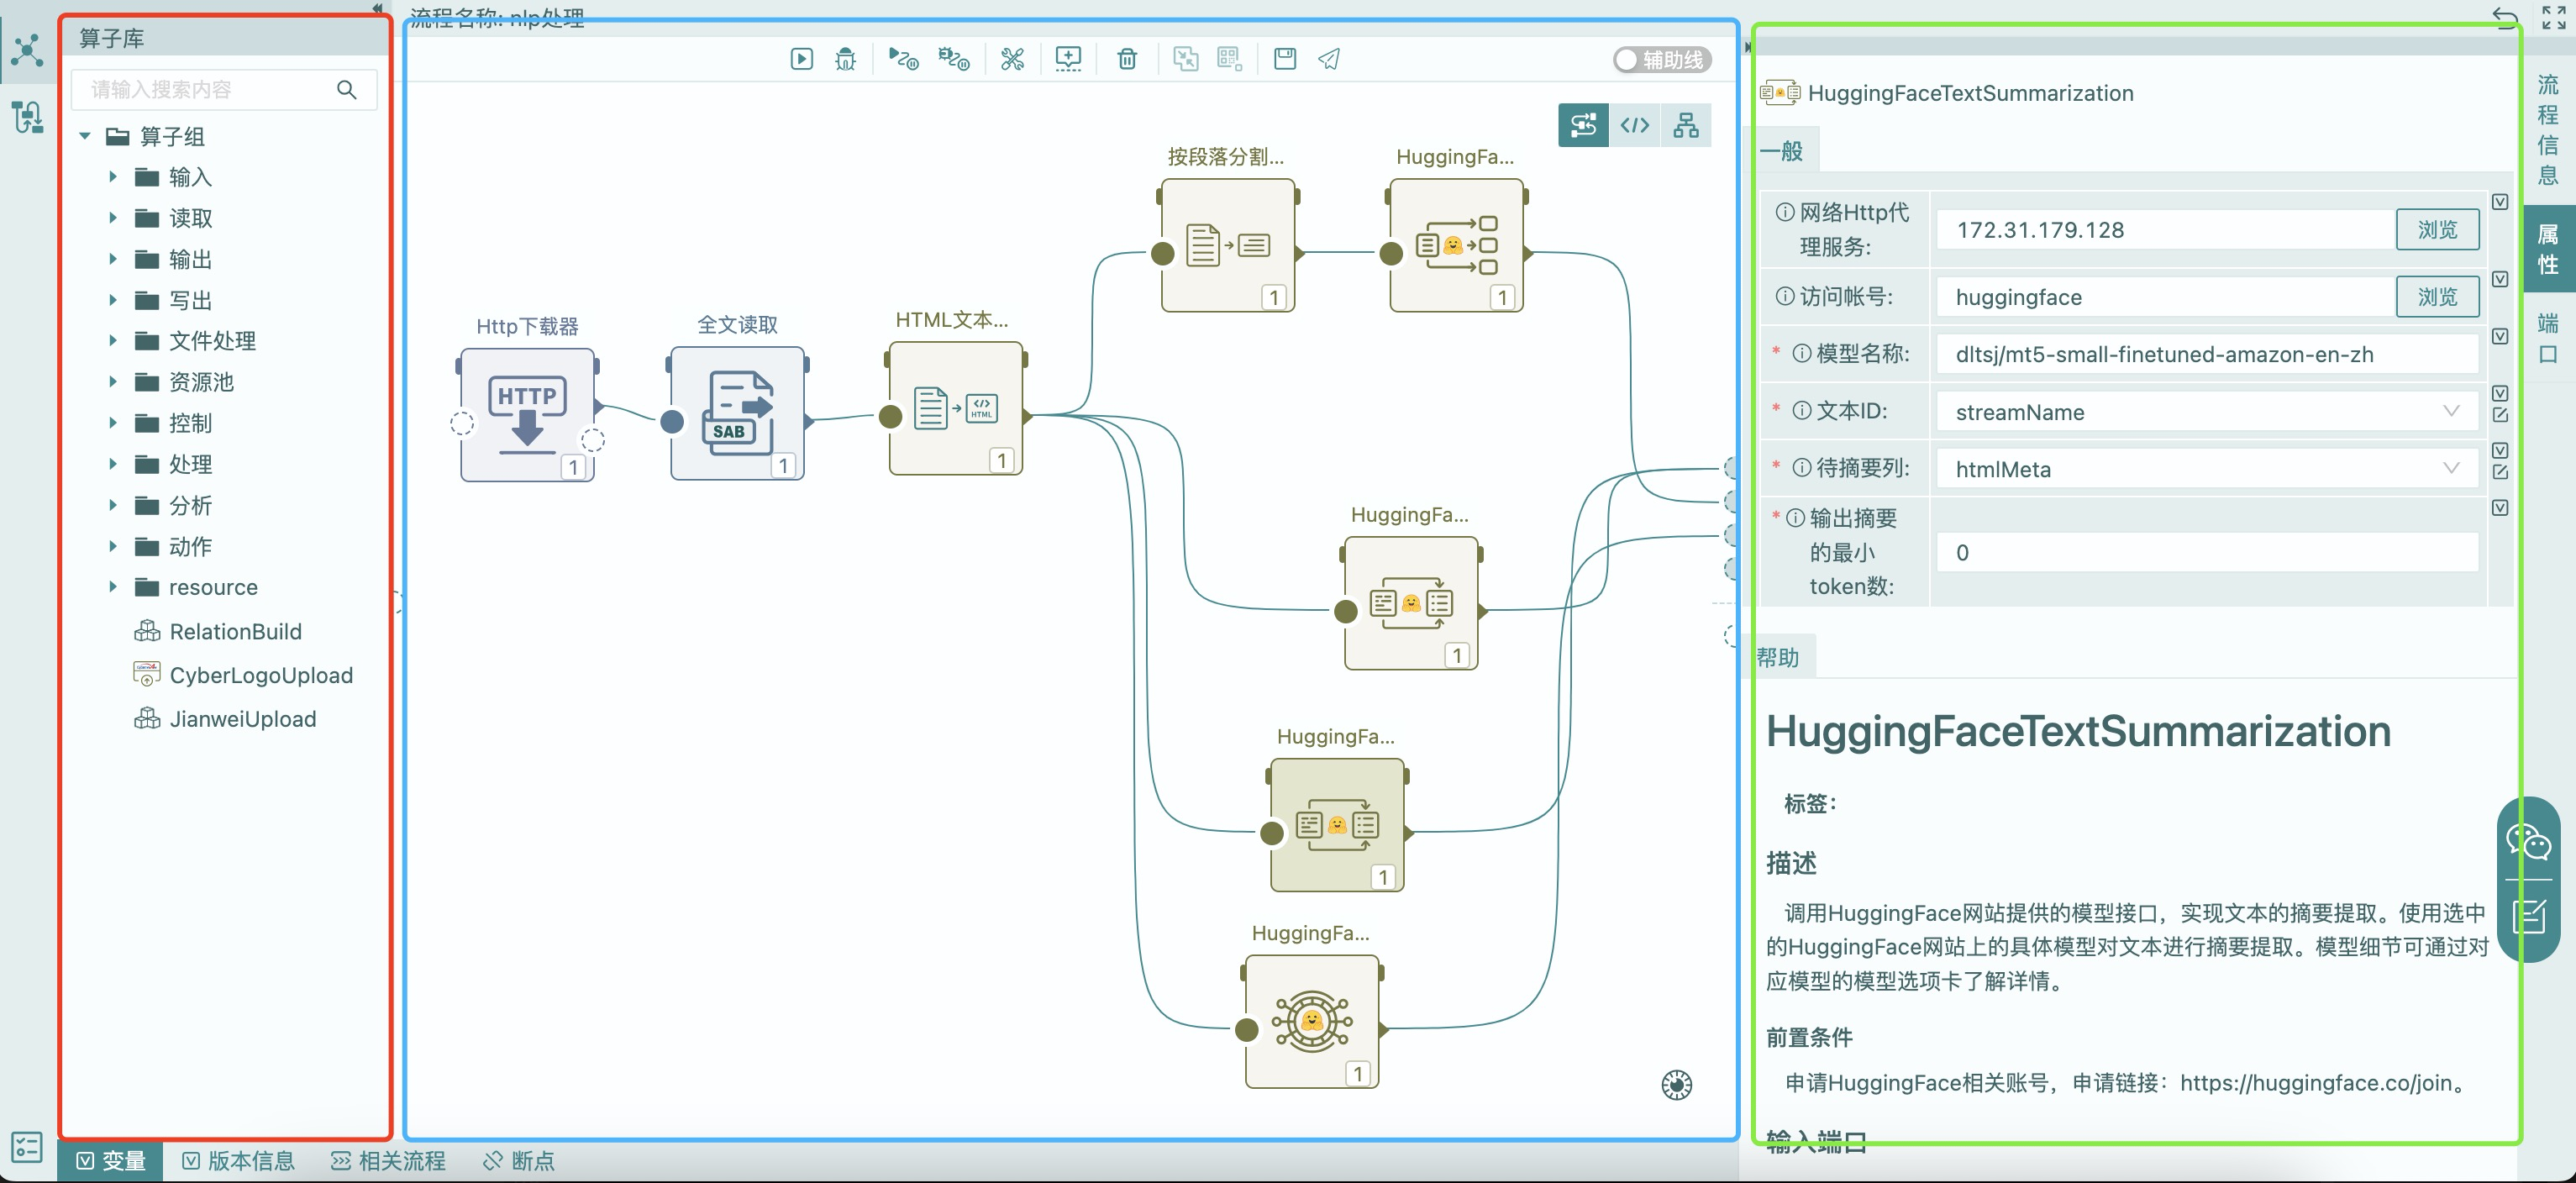 算子库
请输入搜索内容
算子组
输入
读取
输出
写出
文件处理
资源池
控制
处理
分析
动作
resource
RelationBuild
CyberLogoUpload
JianweiUpload
流程名称: nlp处理
辅助线
Http下载器
HTTP
1
全文读取
SAB
1
HTML文本...
</>
HTML
1
按段落分割...
1
HuggingFa...
1
HuggingFa...
1
HuggingFa...
1
HuggingFa...
1
HuggingFaceTextSummarization
一般
网络Http代
理服务:
172.31.179.128
浏览
访问帐号:
huggingface
浏览
* 模型名称:
dltsj/mt5-small-finetuned-amazon-en-zh
* 文本ID:
streamName
* 待摘要列:
htmlMeta
* 输出摘要
的最小
token数:
0
帮助
HuggingFaceTextSummarization
标签：
描述
调用HuggingFace网站提供的模型接口，实现文本的摘要提取。使用选中
的HuggingFace网站上的具体模型对文本进行摘要提取。模型细节可通过对
应模型的模型选项卡了解详情。
前置条件
申请HuggingFace相关账号，申请链接：https://huggingface.co/join。
输入端口
流程信息
属性
端口
变量
版本信息
相关流程
断点